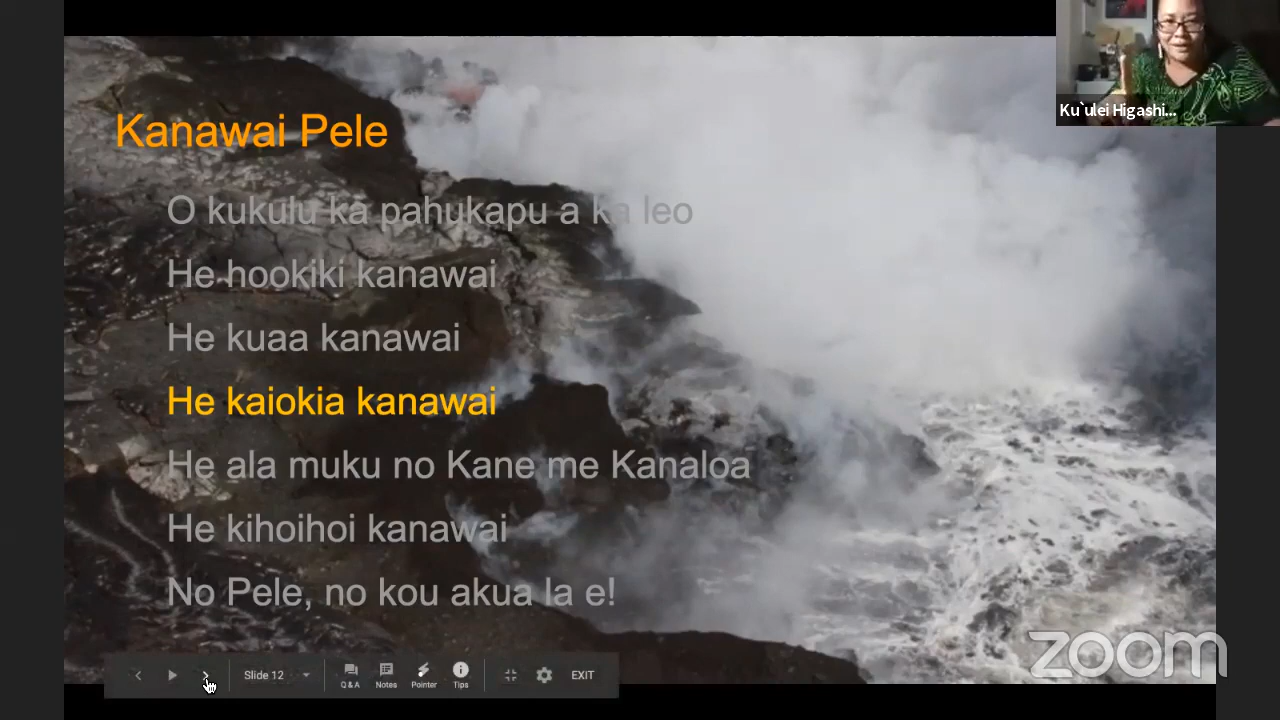 Ku`ulei Higashi...
Kanawai Pele
O kukulu ka pahukapu a ka leo
He hookiki kanawai
He kuaa kanawai
He kaiokia kanawai
He ala muku no Kane me Kanaloa
He kihoihoi kanawai
No Pele, no kou akua la e!
zoom
Slide 12
Q & A Notes Pointer Tips EXIT